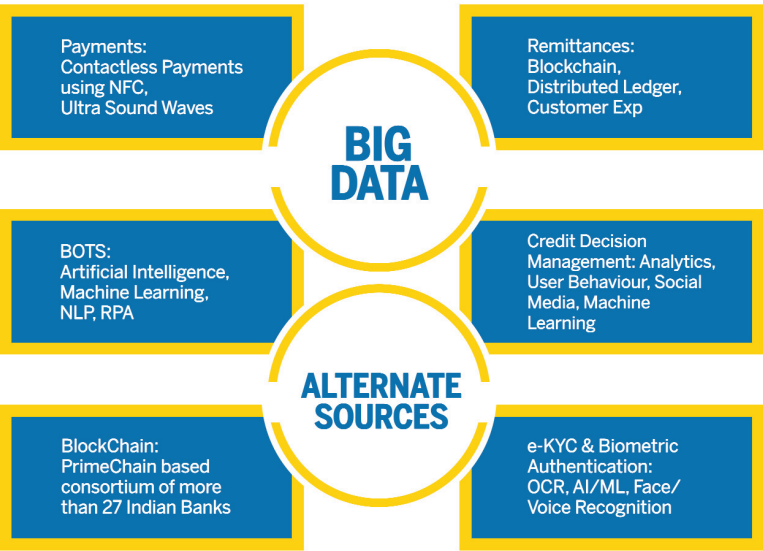 Payments:
Contactless Payments
using NFC,
Ultra Sound Waves
Remittances:
Blockchain,
Distributed Ledger,
Customer Exp
BIG
DATA
BOTS:
Artificial Intelligence,
Machine Learning,
NLP, RPA
Credit Decision
Management: Analytics,
User Behaviour, Social
Media, Machine
Learning
ALTERNATE
SOURCES
BlockChain:
PrimeChain based
consortium of more
than 27 Indian Banks
e-KYC & Biometric
Authentication:
OCR, AI/ML, Face/
Voice Recognition